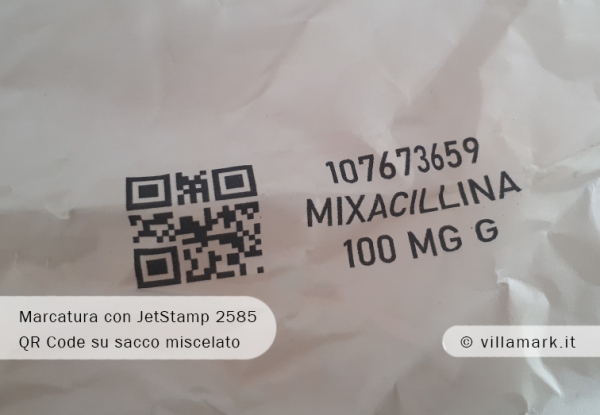 107673659
MIXACILLINA
100 MG G
Marcatura con JetStamp 2585
QR Code su sacco miscelato
© villamark.it